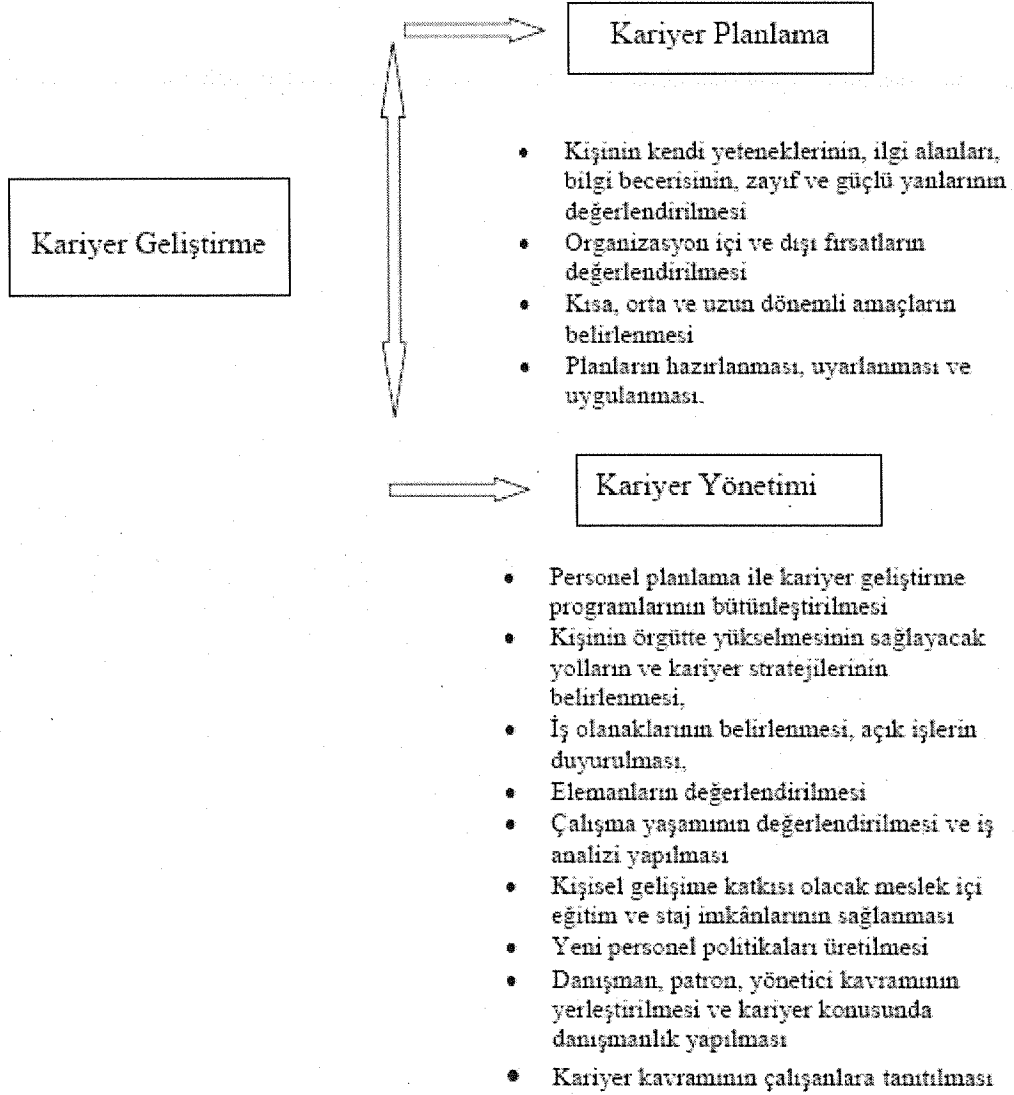 Kariyer Planlama
• Kişinin kendi yeteneklerinin, ilgi alanları,
bilgi becerisinin, zayıf ve güçlü yanlarının
değerlendirilmesi
Kariyer Geliştirme
• Organizasyon içi ve dışı fırsatların
değerlendirilmesi
• Kısa, orta ve uzun dönemli amaçların
belirlenmesi
• Planların hazırlanması, uyarlanması ve
uygulanması.
Kariyer Yönetimi
• Personel planlama ile kariyer geliştirme
programlarının bütünleştirilmesi
• Kişinin örgütte yükselmesinin sağlayacak
yolların ve kariyer stratejilerinin
belirlenmesi,
• İş olanaklarının belirlenmesi, açık işlerin
duyurulması,
• Elemanların değerlendirilmesi
• Çalışma yaşamının değerlendirilmesi ve iş
analizi yapılması
• Kişisel gelişime katkısı olacak meslek içi
eğitim ve staj imkânlarının sağlanması
• Yeni personel politikaları üretilmesi
• Danışman, patron, yönetici kavramının
yerleştirilmesi ve kariyer konusunda
danışmanlık yapılması
• Kariyer kavramının çalışanlara tanıtılması